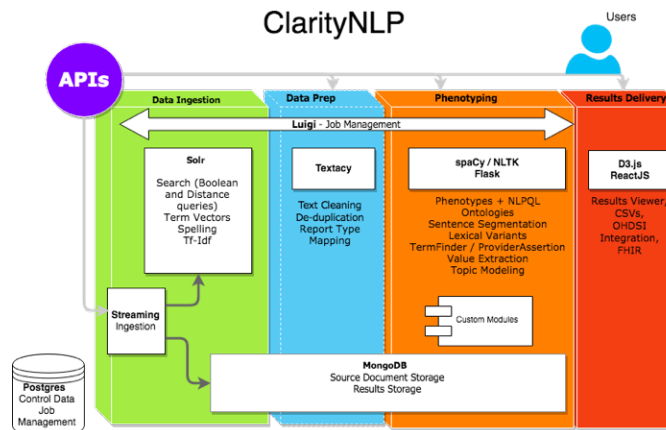 ClarityNLP
Users
APIs
Data Ingestion
Data Prep
Phenotyping
Results Delivery
Luigi - Job Management
Solr
Search (Boolean
and Distance
queries)
Term Vectors
Spelling
Tf-Idf
Textacy
Text Cleaning
De-duplication
Report Type
Mapping
spaCy / NLTK
Flask
Phenotypes + NLPQL
Ontologies
Sentence Segmentation
Lexical Variants
TermFinder / ProviderAssertion
Value Extraction
Topic Modeling
D3.js
ReactJS
Results Viewer,
CSVs,
OHDSI
Integration,
FHIR
Custom Modules
Streaming
Ingestion
MongoDB
Source Document Storage
Results Storage
Postgres
Control Data
Job
Management